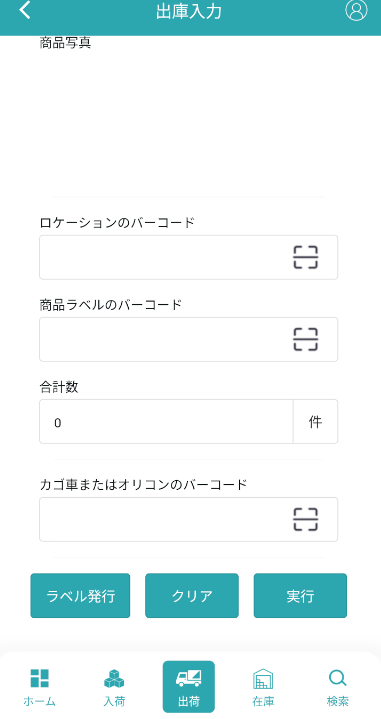 出庫入力
商品写真
ロケーションのバーコード
商品ラベルのバーコード
合計数
0 件
カゴ車またはオリコンのバーコード
ラベル発行 クリア 実行
ホーム 入荷 出荷 在庫 検索